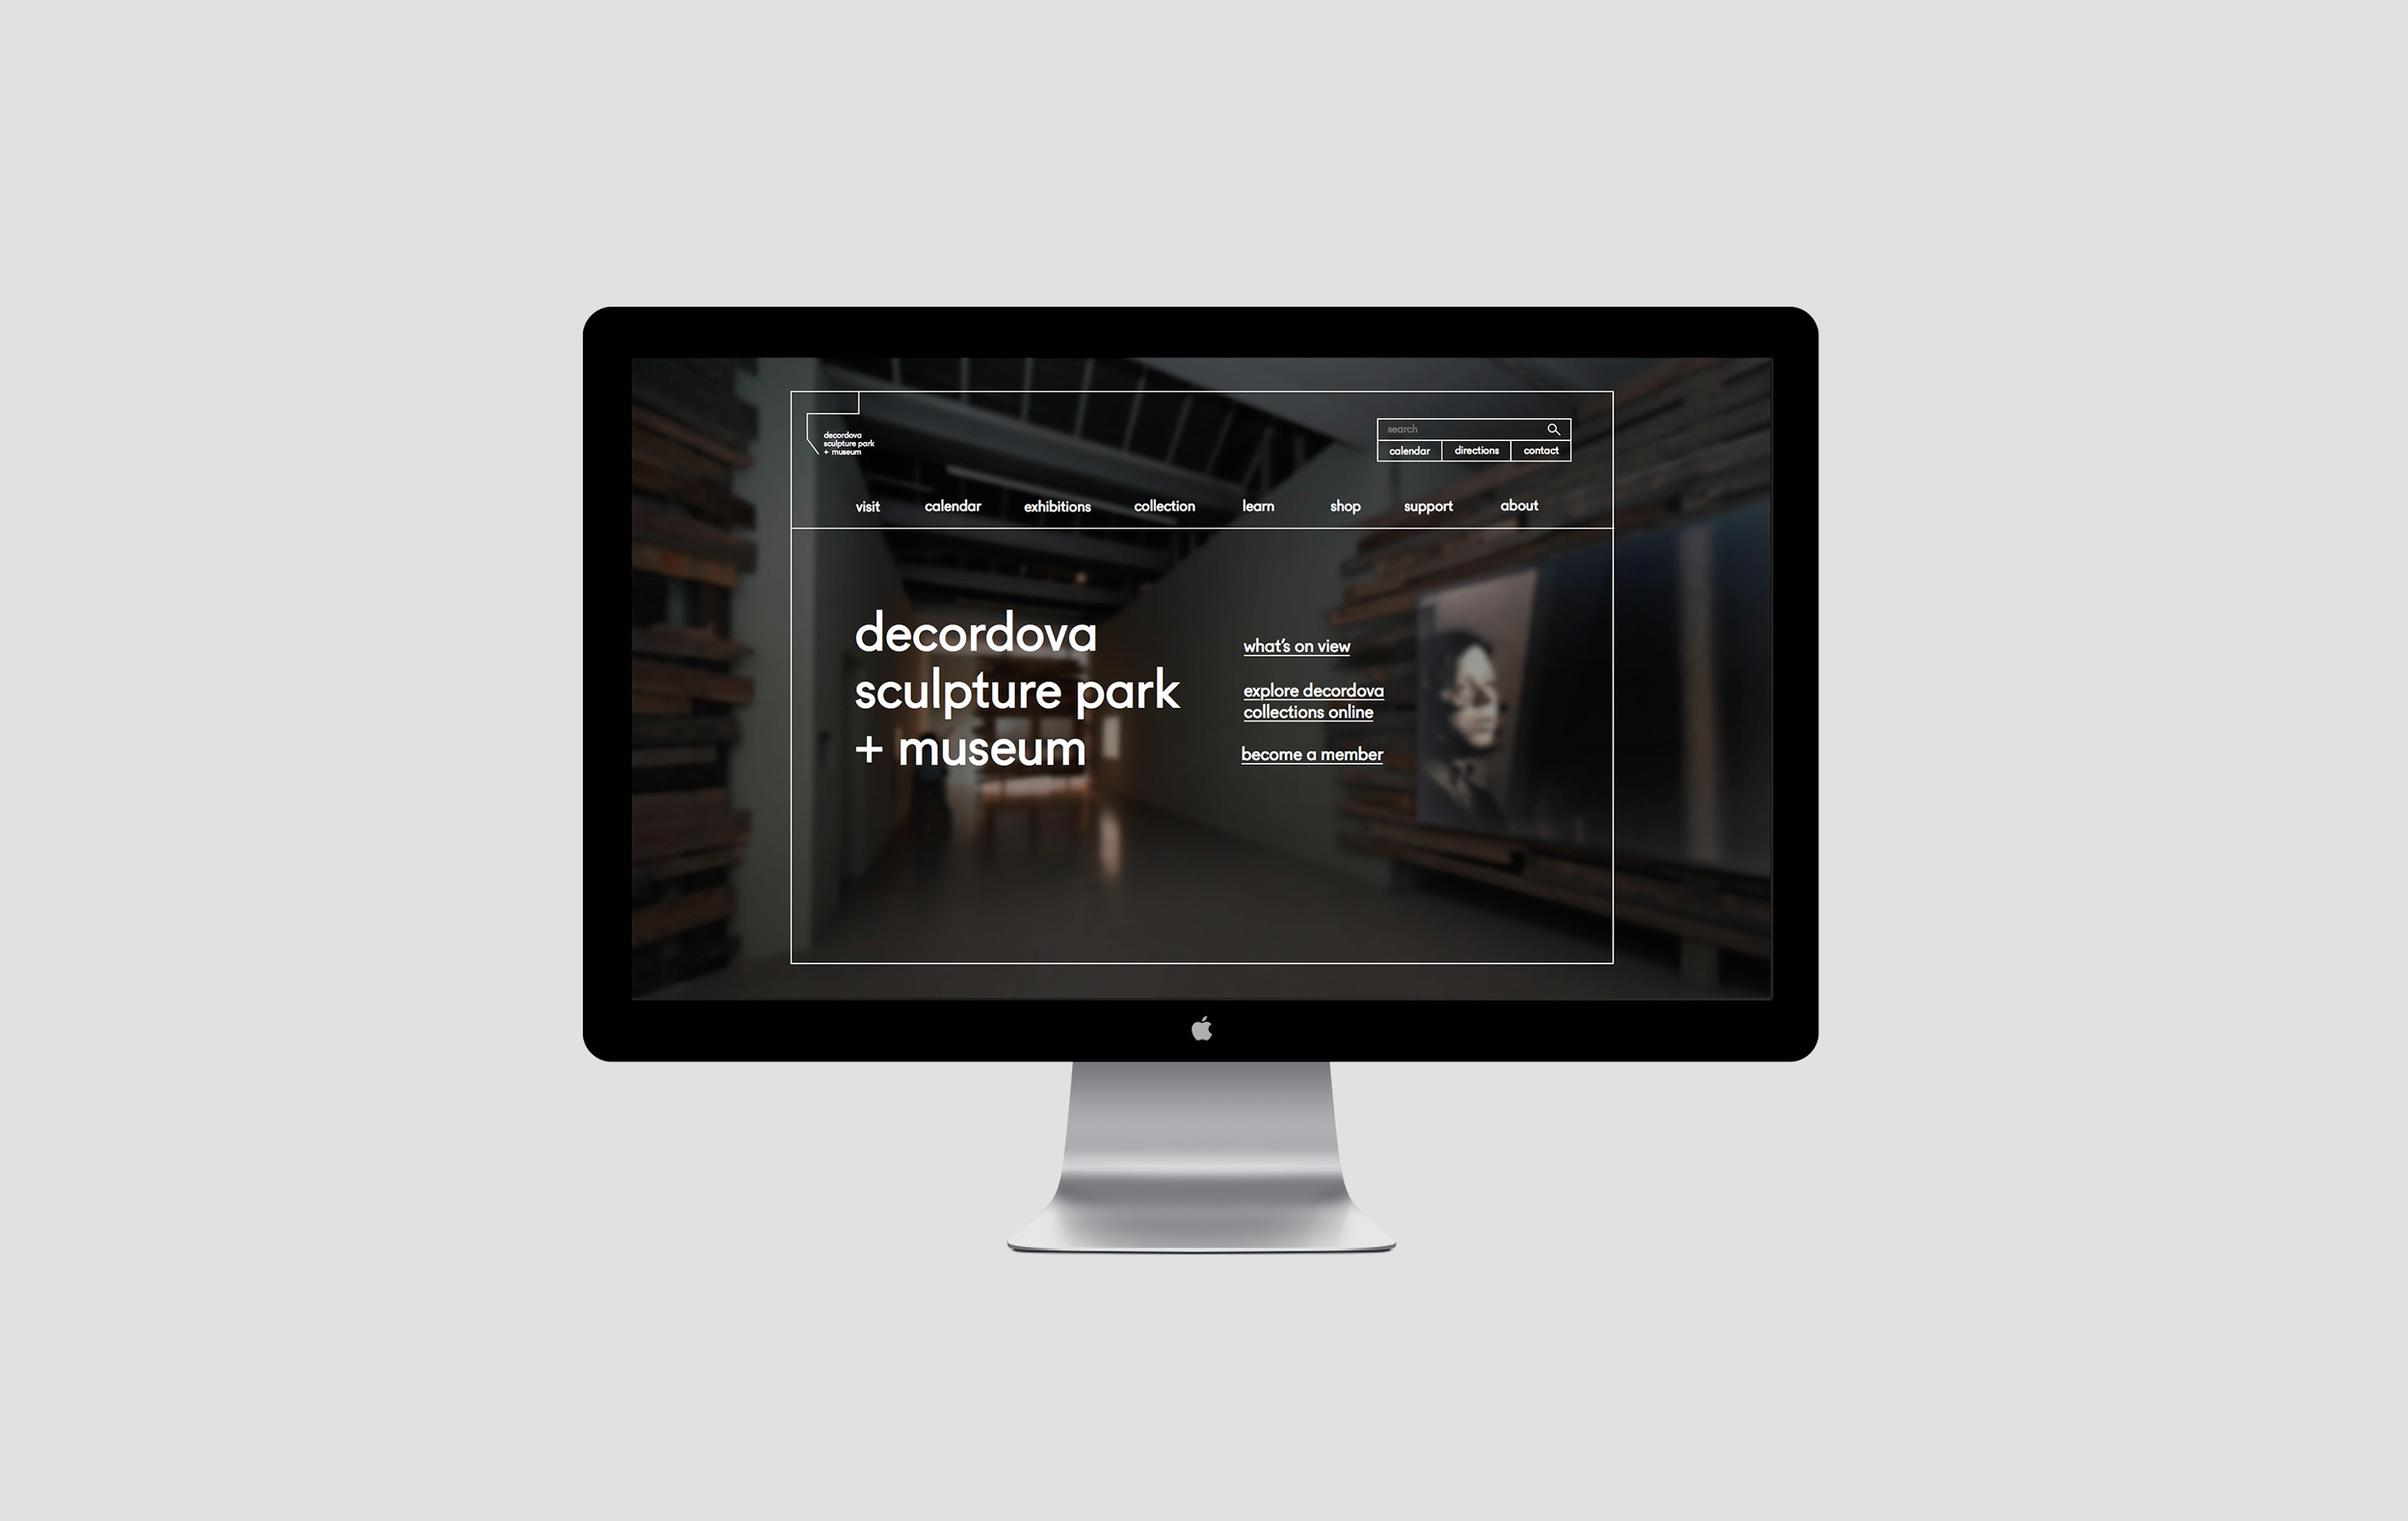 decordova
sculpture park
+ museum
search
calendar directions contact
visit calendar exhibitions collection learn shop support about
decordova
sculpture park
+ museum
what's on view
explore decordova
collections online
become a member